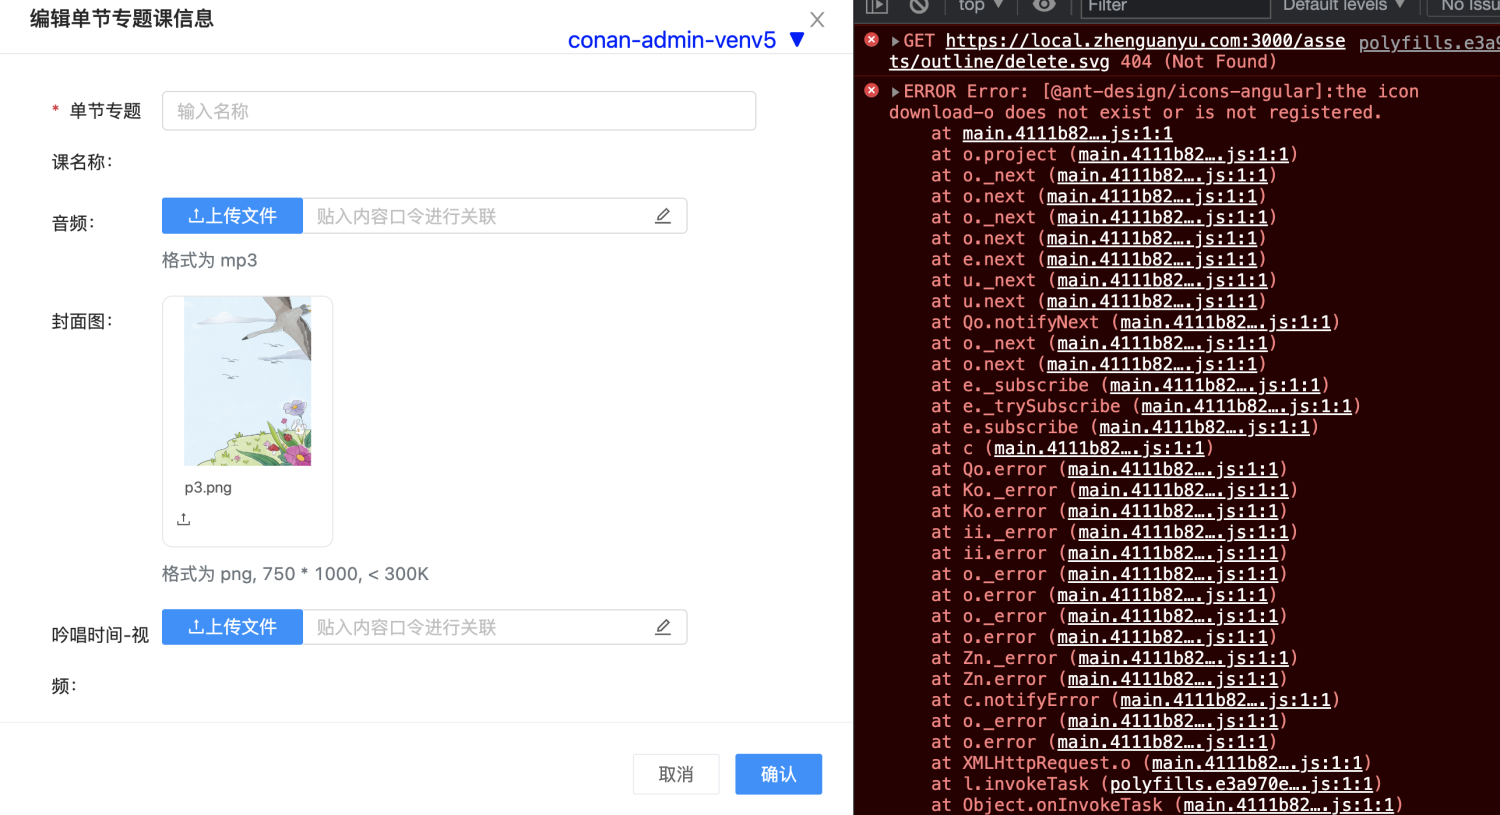 编辑单节专题课信息
conan-admin-venv5 ▼
* 单节专题
输入名称
课名称:
音频:
上传文件
贴入内容口令进行关联
格式为 mp3
封面图:
p3.png
格式为 png, 750 * 1000, < 300K
吟唱时间-视
上传文件
贴入内容口令进行关联
频:
取消
确认
top ▼
Filter
Default levels ▼
No Issu
GET https://local.zhenguanyu.com:3000/asse
polyfills.e3a9
ts/outline/delete.svg 404 (Not Found)
ERROR Error: [@ant-design/icons-angular]:the icon
download-o does not exist or is not registered.
at main.4111b82….js:1:1
at o.project (main.4111b82….js:1:1)
at o._next (main.4111b82….js:1:1)
at o.next (main.4111b82….js:1:1)
at o._next (main.4111b82….js:1:1)
at o.next (main.4111b82….js:1:1)
at e.next (main.4111b82….js:1:1)
at u._next (main.4111b82….js:1:1)
at u.next (main.4111b82….js:1:1)
at Qo.notifyNext (main.4111b82….js:1:1)
at o._next (main.4111b82….js:1:1)
at o.next (main.4111b82….js:1:1)
at e._subscribe (main.4111b82….js:1:1)
at e._trySubscribe (main.4111b82….js:1:1)
at e.subscribe (main.4111b82….js:1:1)
at c (main.4111b82….js:1:1)
at Qo.error (main.4111b82….js:1:1)
at Ko._error (main.4111b82….js:1:1)
at Ko.error (main.4111b82….js:1:1)
at ii._error (main.4111b82….js:1:1)
at ii.error (main.4111b82….js:1:1)
at o._error (main.4111b82….js:1:1)
at o.error (main.4111b82….js:1:1)
at o._error (main.4111b82….js:1:1)
at o.error (main.4111b82….js:1:1)
at Zn._error (main.4111b82….js:1:1)
at Zn.error (main.4111b82….js:1:1)
at c.notifyError (main.4111b82….js:1:1)
at o._error (main.4111b82….js:1:1)
at o.error (main.4111b82….js:1:1)
at XMLHttpRequest.o (main.4111b82….js:1:1)
at l.invokeTask (polyfills.e3a970e….js:1:1)
at Object.onInvokeTask (main.4111b82….js:1:1)